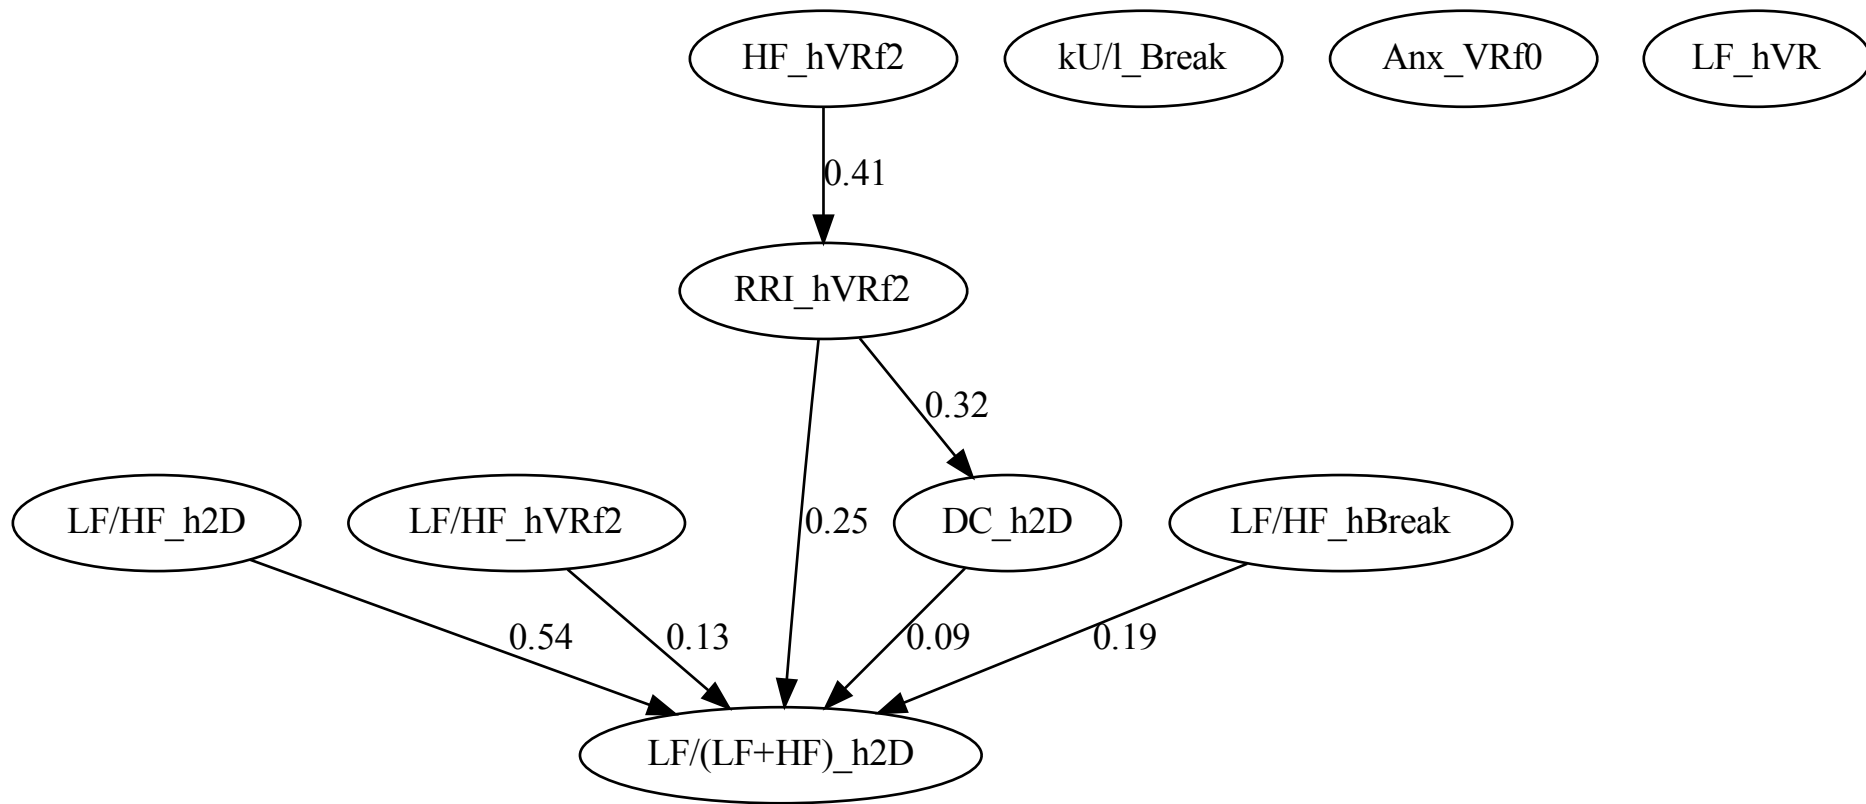 HF_hVRf2
kU/l_Break
Anx_VRf0
LF_hVR
0.41
RRI_hVRf2
0.32
LF/HF_h2D
LF/HF_hVRf2
0.25
DC_h2D
LF/HF_hBreak
0.54
0.13
0.09
0.19
LF/(LF+HF)_h2D